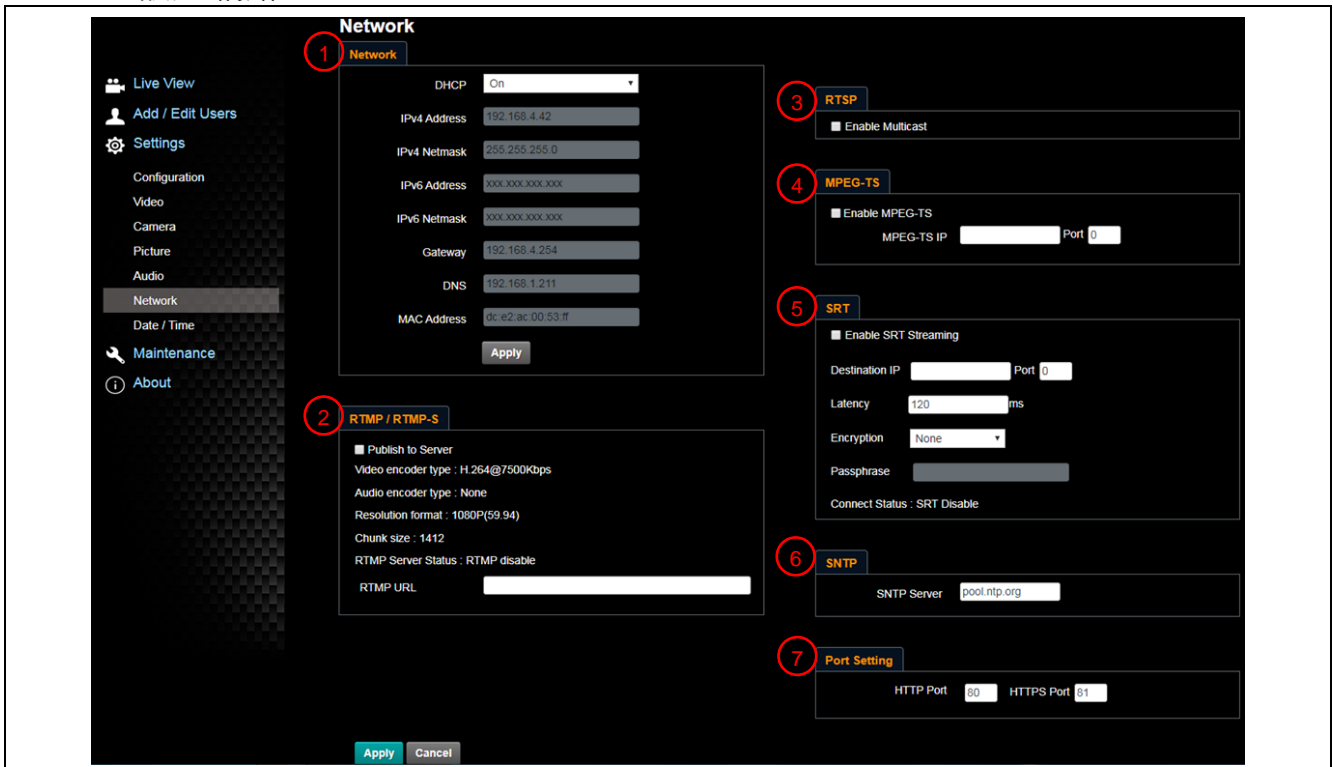 Network
Live View
Add / Edit Users
Settings
Configuration
Video
Camera
Picture
Audio
Network
Date / Time
Maintenance
About
1
Network
DHCP On
IPv4 Address 192.168.4.42
IPv4 Netmask 255.255.255.0
IPv6 Address xxx.xxx.xxx.xxx
IPv6 Netmask xxx.xxx.xxx.xxx
Gateway 192.168.4.254
DNS 192.168.1.211
MAC Address dc:e2:ac:00:53:ff
Apply
2
RTMP / RTMP-S
Publish to Server
Video encoder type : H.264@7500Kbps
Audio encoder type : None
Resolution format : 1080P(59.94)
Chunk size : 1412
RTMP Server Status : RTMP disable
RTMP URL
3
RTSP
Enable Multicast
4
MPEG-TS
Enable MPEG-TS
MPEG-TS IP Port 0
5
SRT
Enable SRT Streaming
Destination IP Port 0
Latency 120 ms
Encryption None
Passphrase
Connect Status : SRT Disable
6
SNTP
SNTP Server pool.ntp.org
7
Port Setting
HTTP Port 80 HTTPS Port 81
Apply Cancel